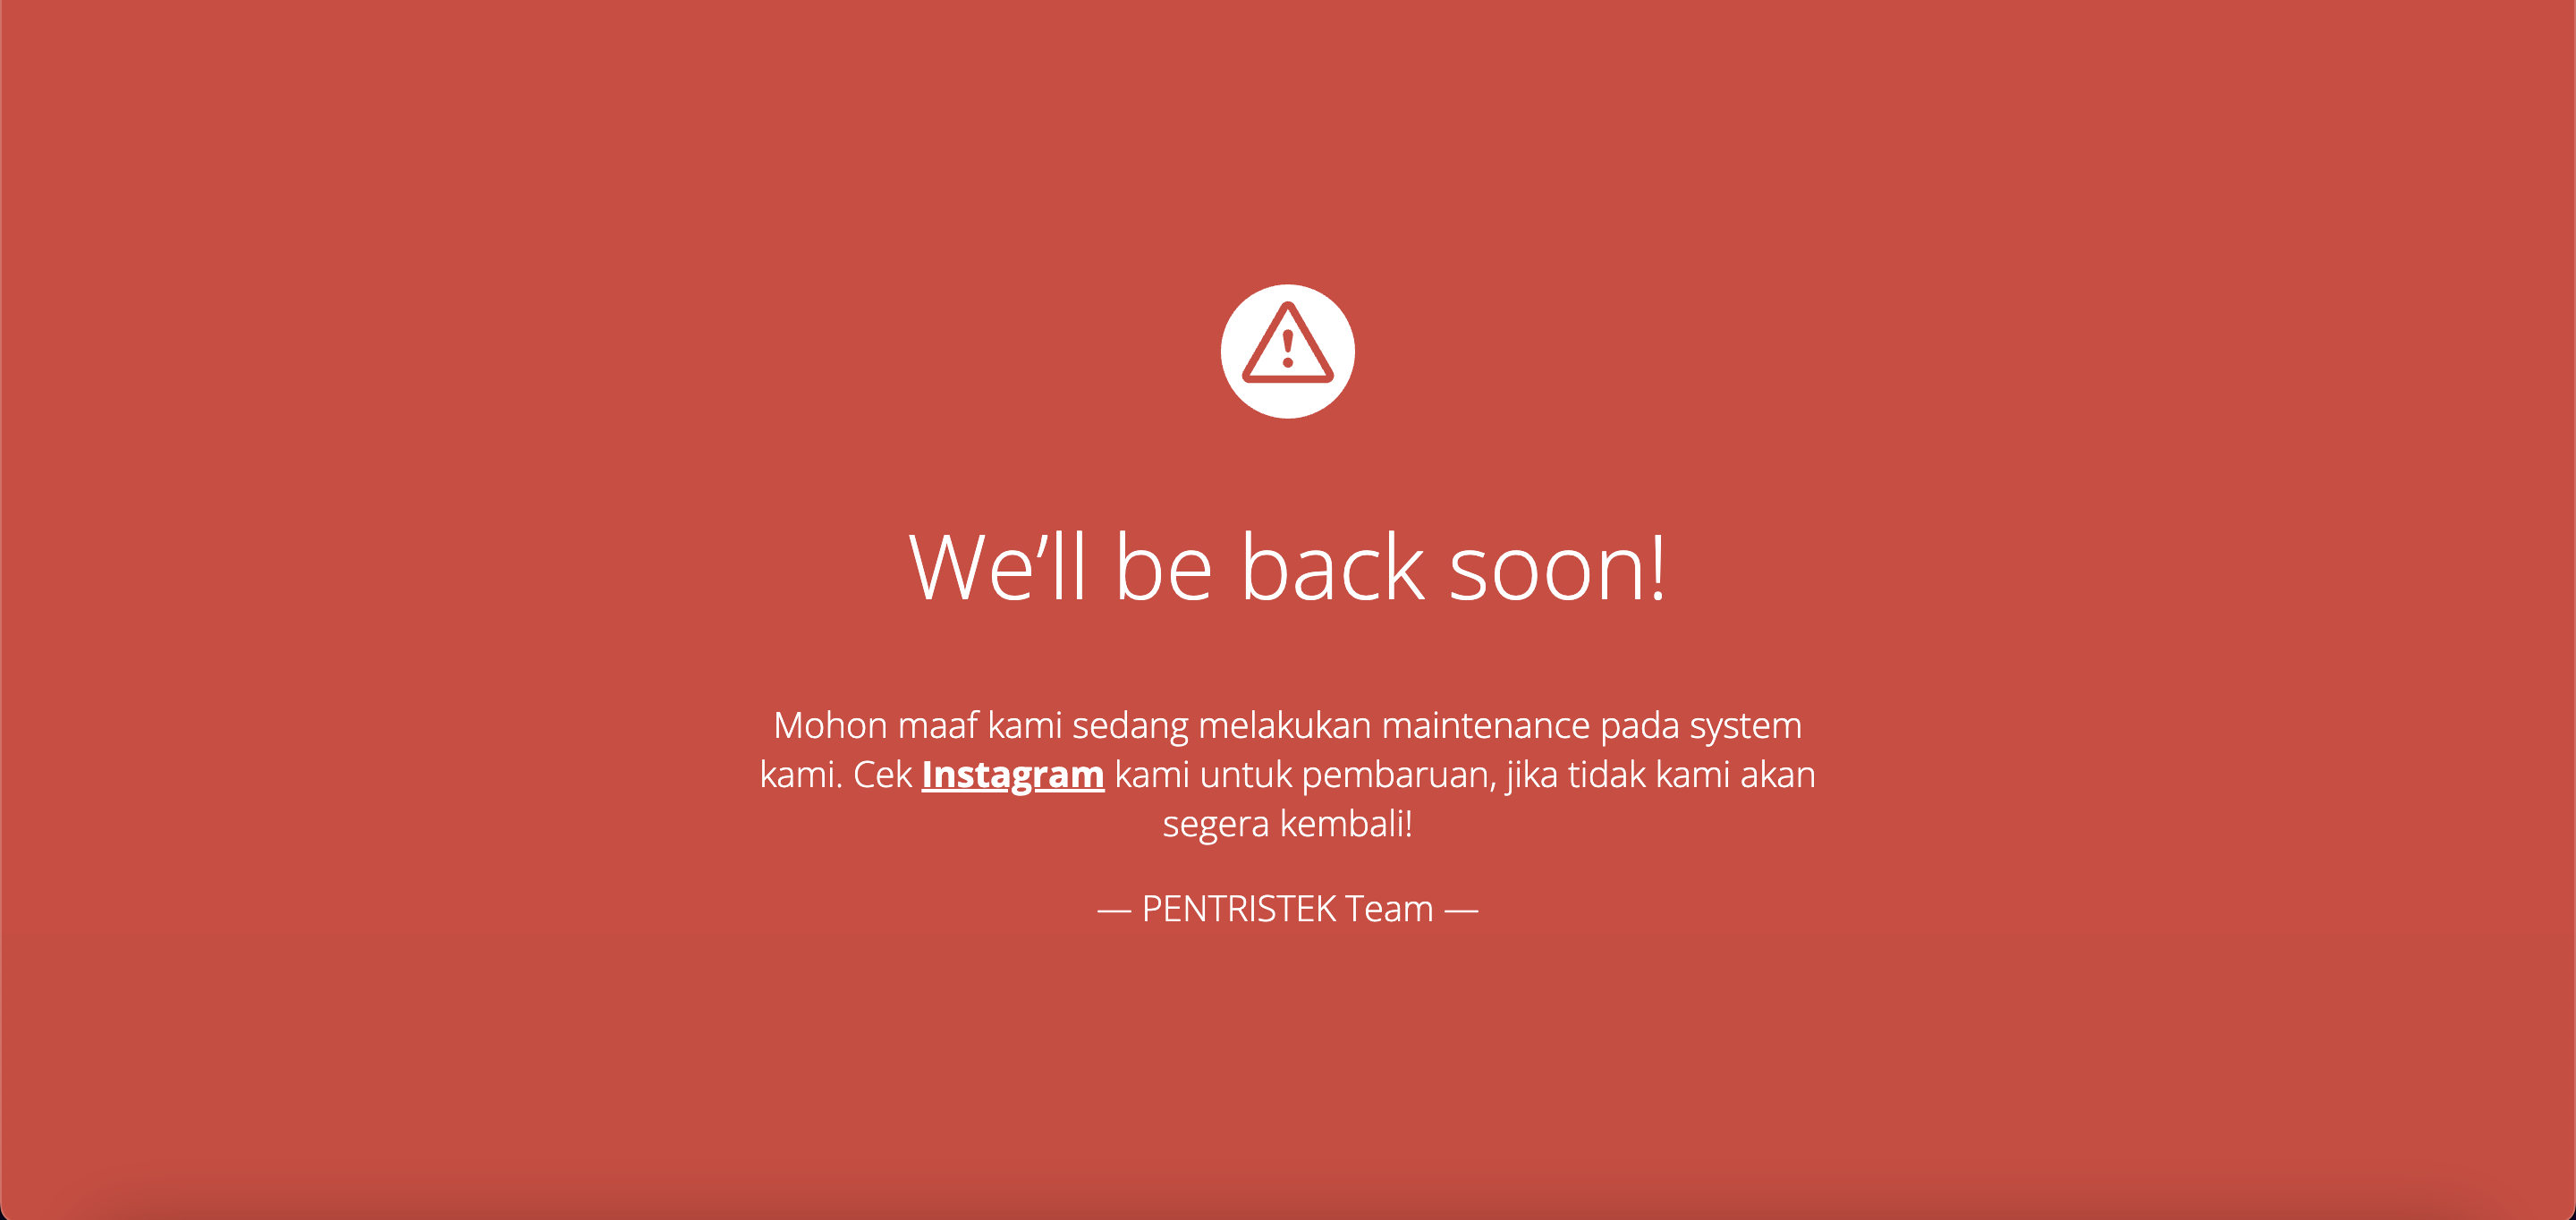 We’ll be back soon!
Mohon maaf kami sedang melakukan maintenance pada system
kami. Cek Instagram kami untuk pembaruan, jika tidak kami akan
segera kembali!
— PENTRISTEK Team —